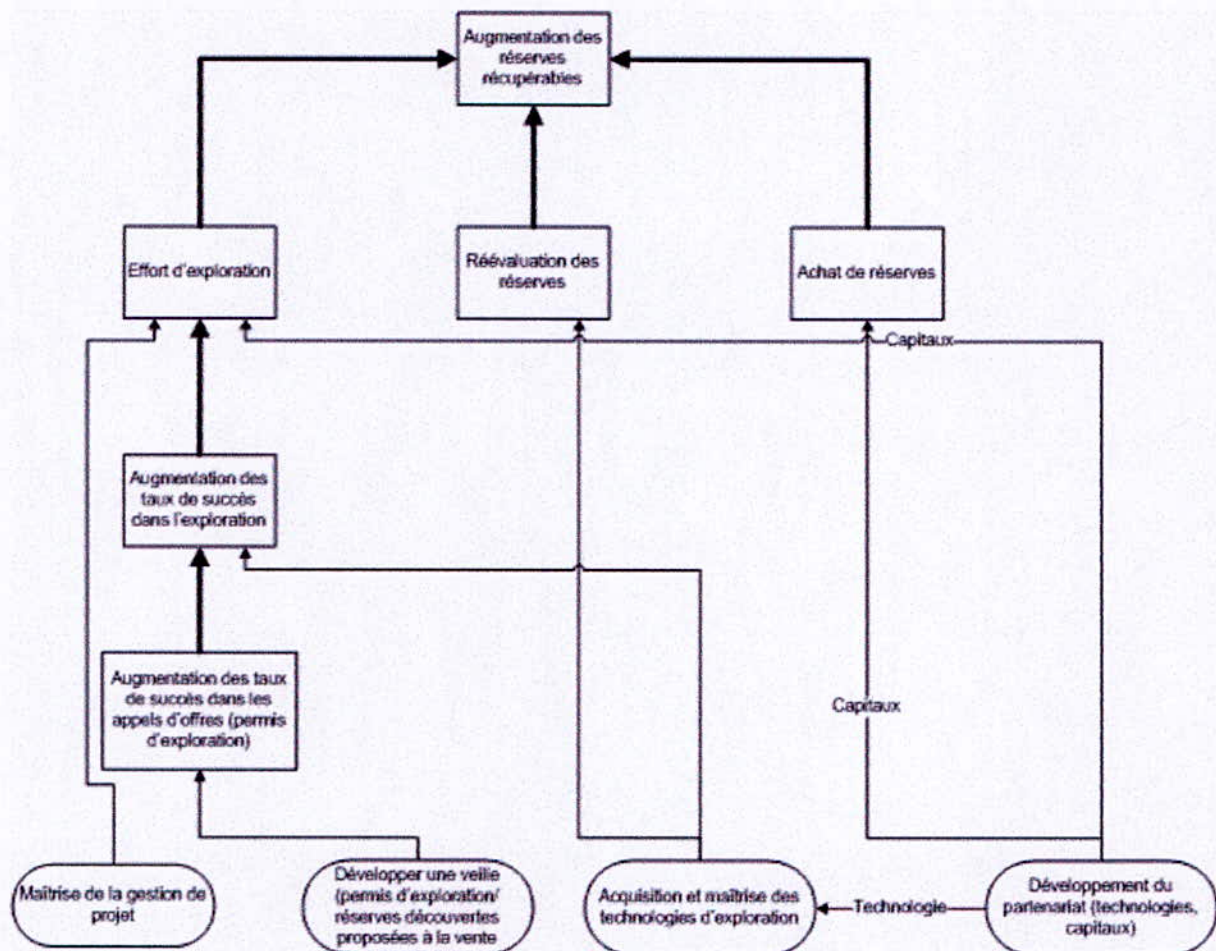 Augmentation des
réserves
récupérables
Effort d'exploration
Réévaluation des
réserves
Achat de réserves
Capitaux
Augmentation des
taux de succès
dans l'exploration
Augmentation des taux
de succès dans les
appels d'offres (permis
d'exploration)
Capitaux
Maîtrise de la gestion de
projet
Développer une veille
(permis d'exploration/
réserves découvertes
proposées à la vente
Acquisition et maîtrise des
technologies d'exploration
Technologie
Développement du
partenariat (technologies,
capitaux)